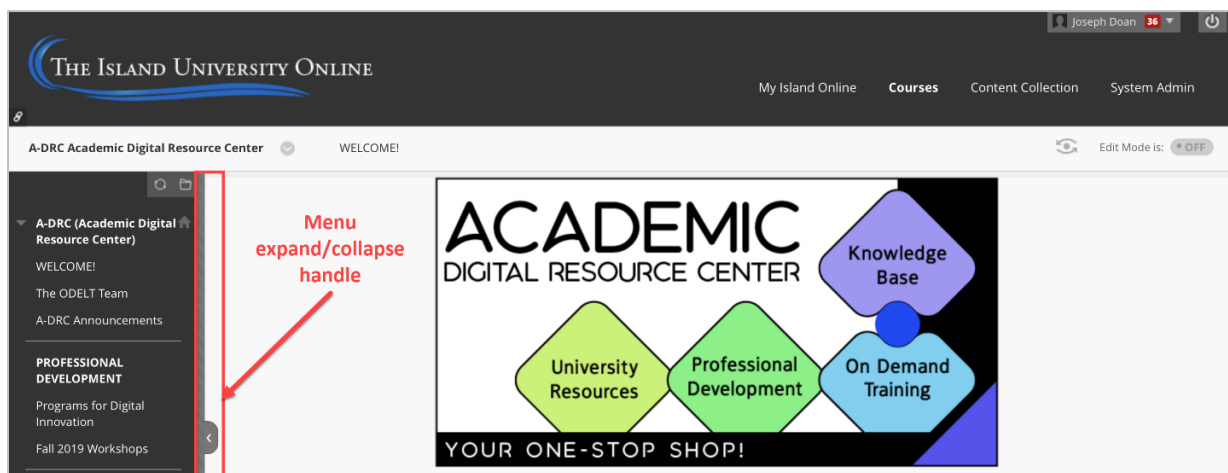 Joseph Doan 36
THE ISLAND UNIVERSITY ONLINE
My Island Online Courses Content Collection System Admin
A-DRC Academic Digital Resource Center WELCOME! Edit Mode is: OFF
A-DRC (Academic Digital
Resource Center)
WELCOME!
The ODELT Team
A-DRC Announcements
PROFESSIONAL
DEVELOPMENT
Programs for Digital
Innovation
Fall 2019 Workshops
Menu
expand/collapse
handle
ACADEMIC
DIGITAL RESOURCE CENTER
Knowledge
Base
University
Resources
Professional
Development
On Demand
Training
YOUR ONE-STOP SHOP!